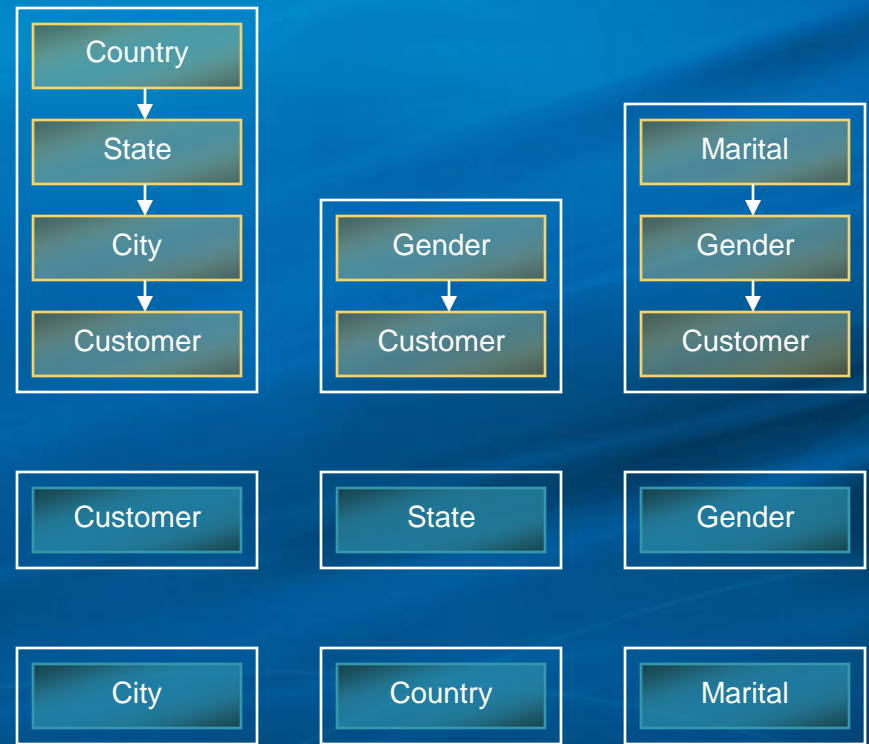 Country
State
City
Customer
Gender
Customer
Marital
Gender
Customer
Customer
State
Gender
City
Country
Marital